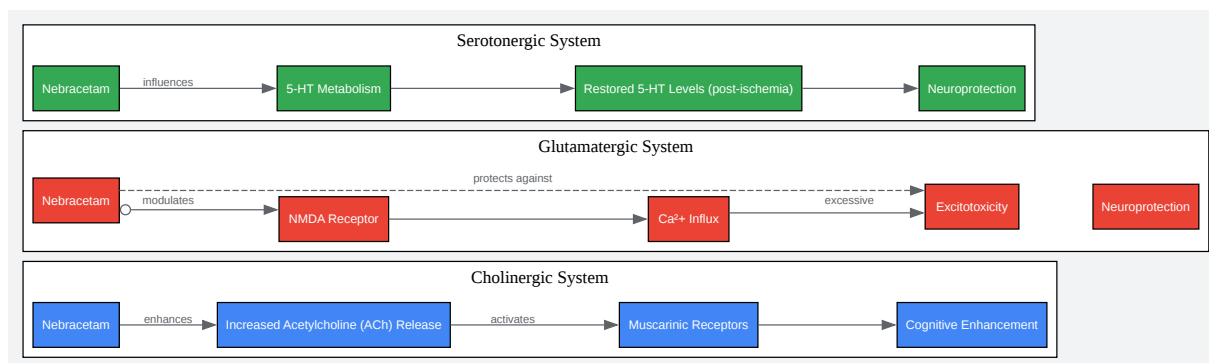 Serotonergic System
Nebracetam
influences
5-HT Metabolism
Restored 5-HT Levels (post-ischemia)
Neuroprotection
Glutamatergic System
protects against
Nebracetam
modulates
NMDA Receptor
Ca²+ Influx
excessive
Excitotoxicity
Neuroprotection
Cholinergic System
Nebracetam
enhances
Increased Acetylcholine (ACh) Release
activates
Muscarinic Receptors
Cognitive Enhancement